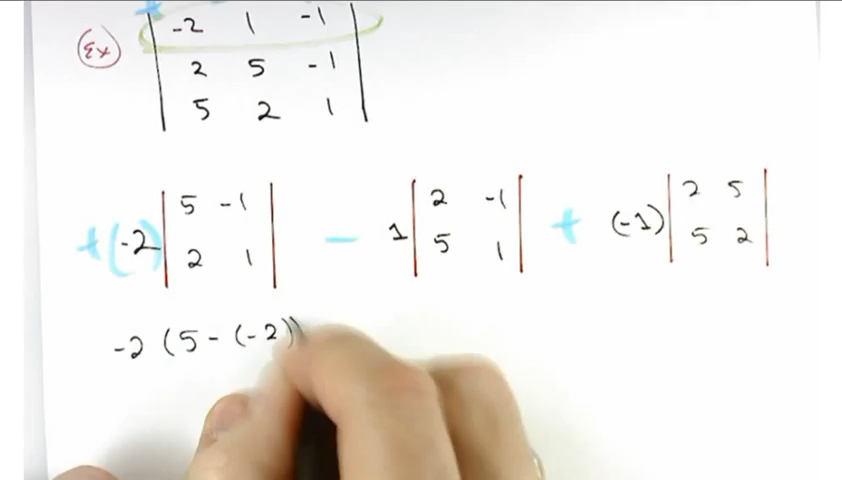 Ex | -2 1 -1 |
| 2 5 -1 |
| 5 2 1 |
+(-2) | 5 -1 | - 1 | 2 -1 | + (-1) | 2 5 |
| 2 1 | | 5 1 | | 5 2 |
-2 (5 - (-2))